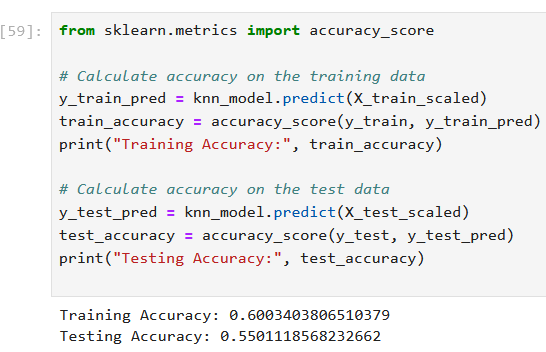 [59]:
from sklearn.metrics import accuracy_score
# Calculate accuracy on the training data
y_train_pred = knn_model.predict(X_train_scaled)
train_accuracy = accuracy_score(y_train, y_train_pred)
print("Training Accuracy:", train_accuracy)
# Calculate accuracy on the test data
y_test_pred = knn_model.predict(X_test_scaled)
test_accuracy = accuracy_score(y_test, y_test_pred)
print("Testing Accuracy:", test_accuracy)
Training Accuracy: 0.6003403806510379
Testing Accuracy: 0.5501118568232662